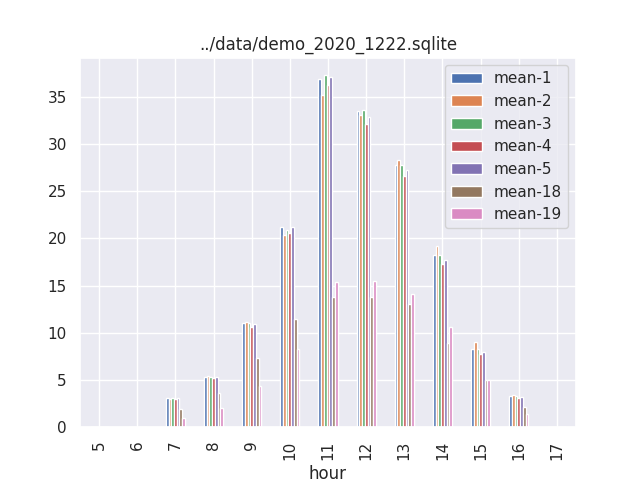 ../data/demo_2020_1222.sqlite
mean-1
mean-2
mean-3
mean-4
mean-5
mean-18
mean-19
35
30
25
20
15
10
5
0
5 6 7 8 9 10 11 12 13 14 15 16 17
hour